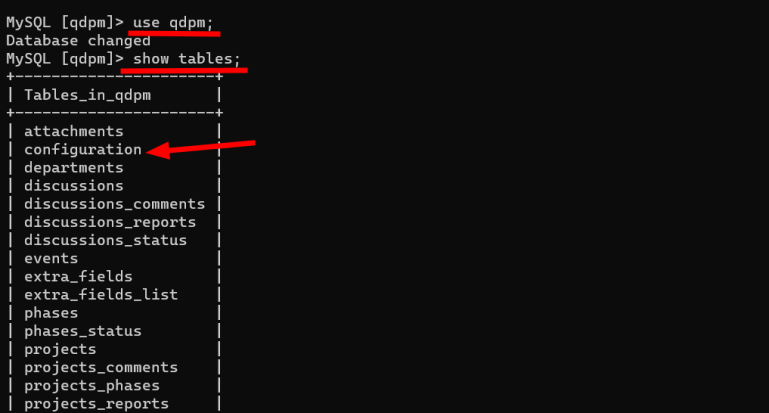 MySQL [qdpm]> use qdpm;
Database changed
MySQL [qdpm]> show tables;
+----------------------+
| Tables_in_qdpm       |
+----------------------+
| attachments          |
| configuration        |
| departments          |
| discussions          |
| discussions_comments |
| discussions_reports  |
| discussions_status   |
| events               |
| extra_fields         |
| extra_fields_list    |
| phases               |
| phases_status        |
| projects             |
| projects_comments    |
| projects_phases      |
| projects_reports     |